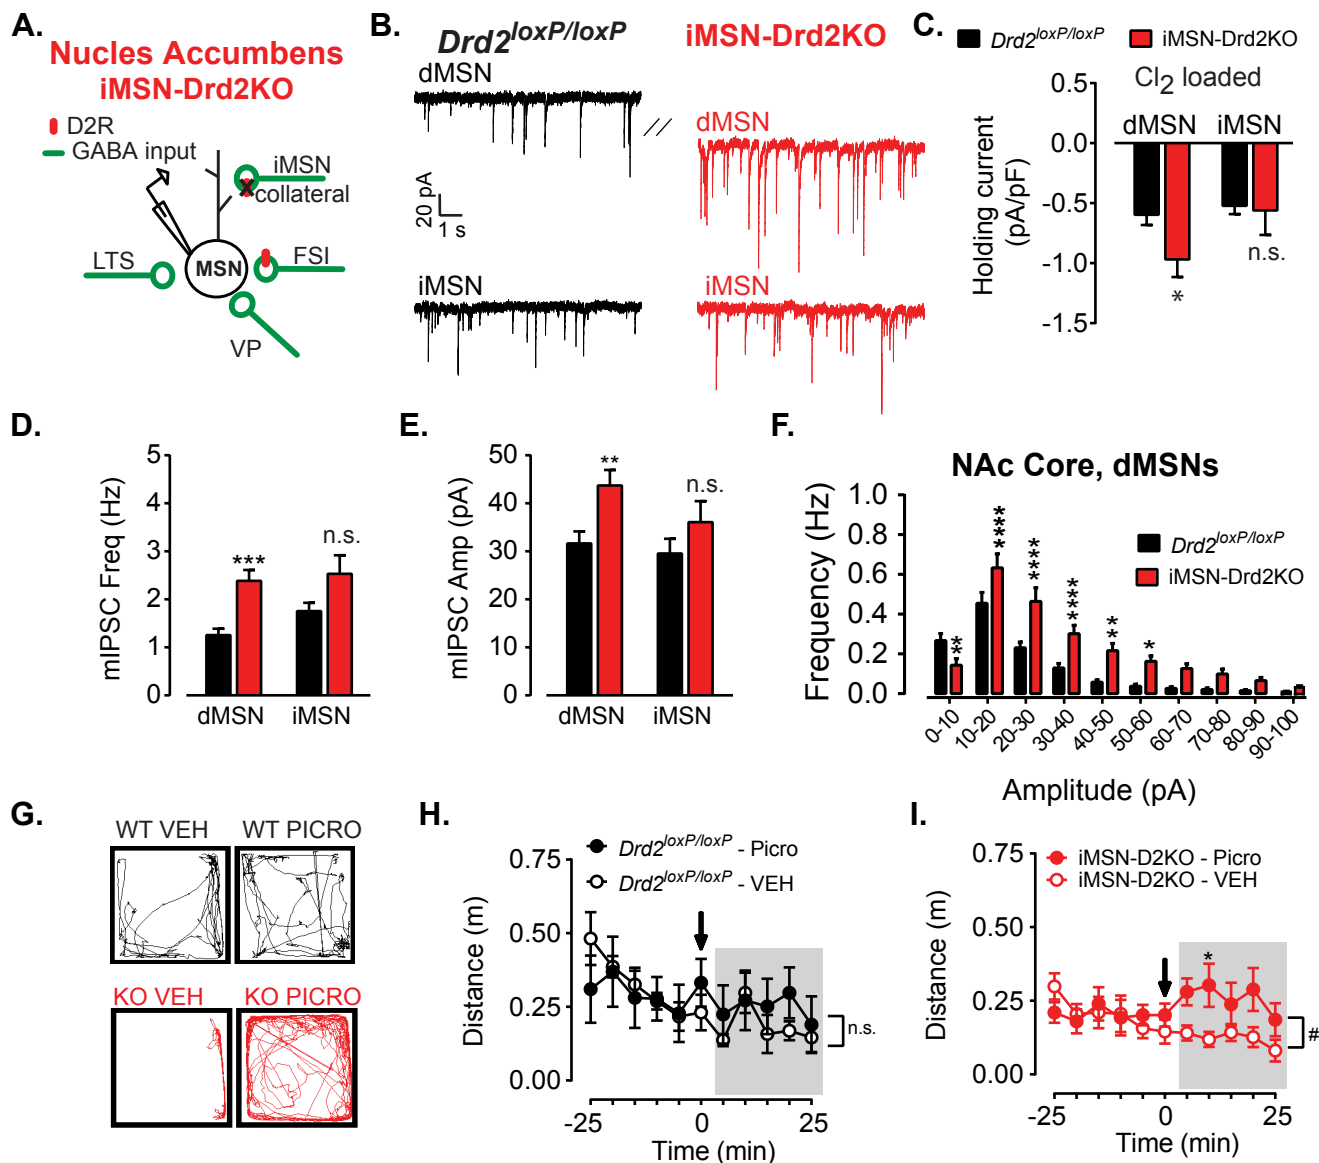 A.
Nucles Accumbens
iMSN-Drd2KO
D2R
GABA input
iMSN
collateral
LTS
MSN
FSI
VP
B.
Drd2loxP/loxP
iMSN-Drd2KO
dMSN
dMSN
20 pA
1 s
iMSN
iMSN
C.
Drd2loxP/loxP
iMSN-Drd2KO
Cl2 loaded
dMSN
iMSN
Holding current
(pA/pF)
0.5
0.0
-0.5
-1.0
-1.5
*
n.s.
D.
mIPSC Freq (Hz)
5
4
3
2
1
0
***
n.s.
dMSN
iMSN
E.
mIPSC Amp (pA)
50
40
30
20
10
0
**
n.s.
dMSN
iMSN
F.
NAc Core, dMSNs
Drd2loxP/loxP
iMSN-Drd2KO
Frequency (Hz)
1.0
0.8
0.6
0.4
0.2
0.0
**
****
****
****
**
*
0-10
10-20
20-30
30-40
40-50
50-60
60-70
70-80
80-90
90-100
Amplitude (pA)
G.
WT VEH
WT PICRO
KO VEH
KO PICRO
H.
Drd2loxP/loxP - Picro
Drd2loxP/loxP - VEH
Distance (m)
0.75
0.50
0.25
0.00
n.s.
-25
0
25
Time (min)
I.
iMSN-D2KO - Picro
iMSN-D2KO - VEH
Distance (m)
0.75
0.50
0.25
0.00
*
#
-25
0
25
Time (min)